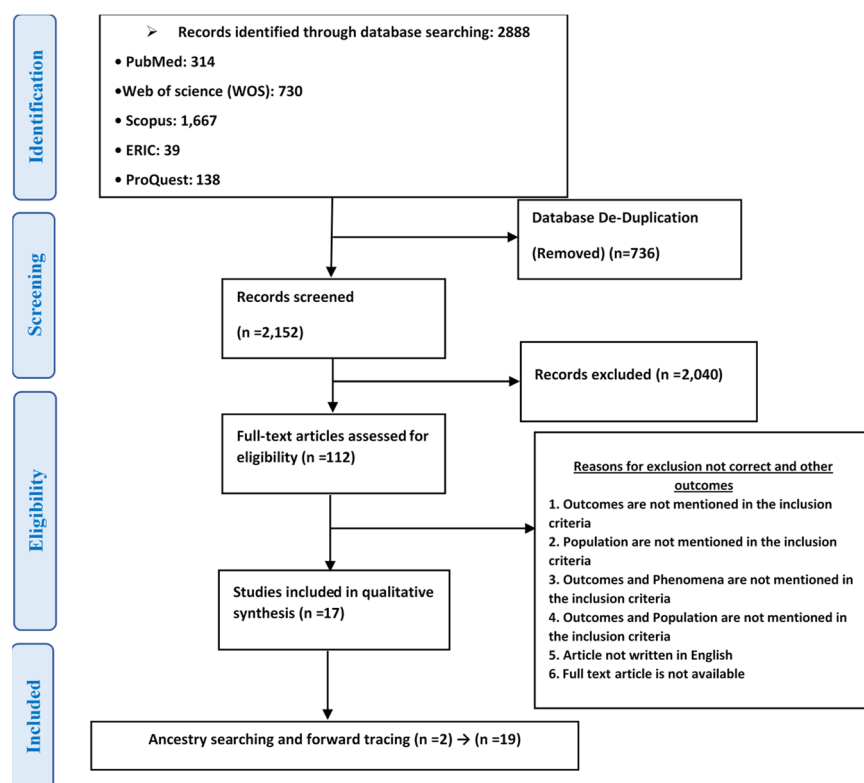 Identification
➢ Records identified through database searching: 2888
• PubMed: 314
•Web of science (WOS): 730
• Scopus: 1,667
• ERIC: 39
• ProQuest: 138
Screening
Database De-Duplication
(Removed) (n=736)
Records screened
(n =2,152)
Records excluded (n =2,040)
Eligibility
Full-text articles assessed for
eligibility (n =112)
Reasons for exclusion not correct and other
outcomes
1. Outcomes are not mentioned in the inclusion
criteria
2. Population are not mentioned in the inclusion
criteria
3. Outcomes and Phenomena are not mentioned in
the inclusion criteria
4. Outcomes and Population are not mentioned in
the inclusion criteria
5. Article not written in English
6. Full text article is not available
Studies included in qualitative
synthesis (n =17)
Included
Ancestry searching and forward tracing (n =2) → (n =19)